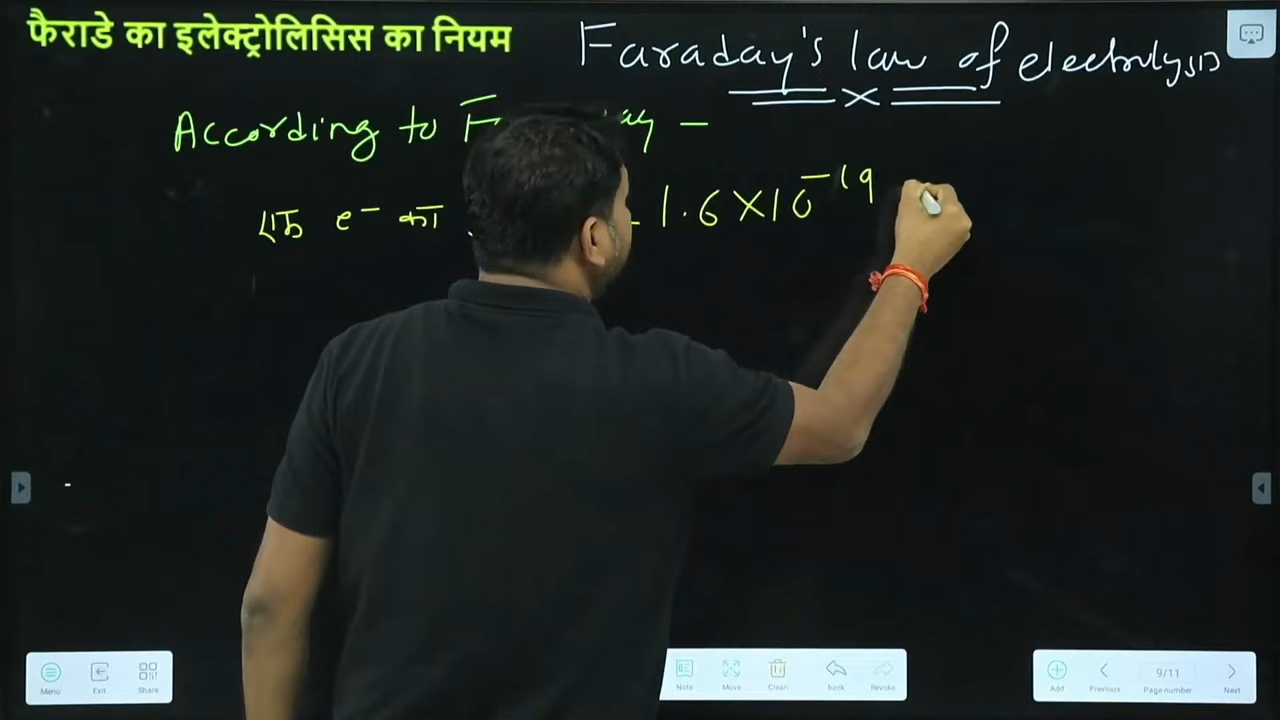 फैराडे का इलेक्ट्रोलिसिस का नियम
Faraday's law of electrolysis
According to
एक e⁻ का
1.6×10⁻¹⁹
Menu
Exit
Share
Note
Move
Clean
back
Revoke
Add
Previous
9/11
Page number
Next